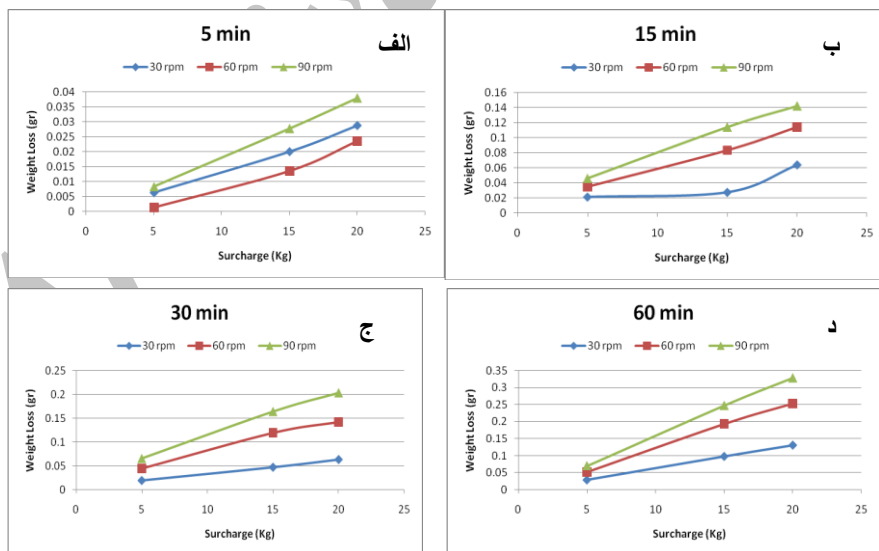 5 min
الف
30 rpm 60 rpm 90 rpm
Weight Loss (gr)
0.04
0.035
0.03
0.025
0.02
0.015
0.01
0.005
0
0 5 10 15 20 25
Surcharge (Kg)
15 min
ب
30 rpm 60 rpm 90 rpm
Weight Loss (gr)
0.16
0.14
0.12
0.1
0.08
0.06
0.04
0.02
0
0 5 10 15 20 25
Surcharge (Kg)
30 min
ج
30 rpm 60 rpm 90 rpm
Weight Loss (gr)
0.25
0.2
0.15
0.1
0.05
0
0 5 10 15 20 25
Surcharge (Kg)
60 min
د
30 rpm 60 rpm 90 rpm
Weight Loss (gr)
0.35
0.3
0.25
0.2
0.15
0.1
0.05
0
0 5 10 15 20 25
Surcharge (Kg)